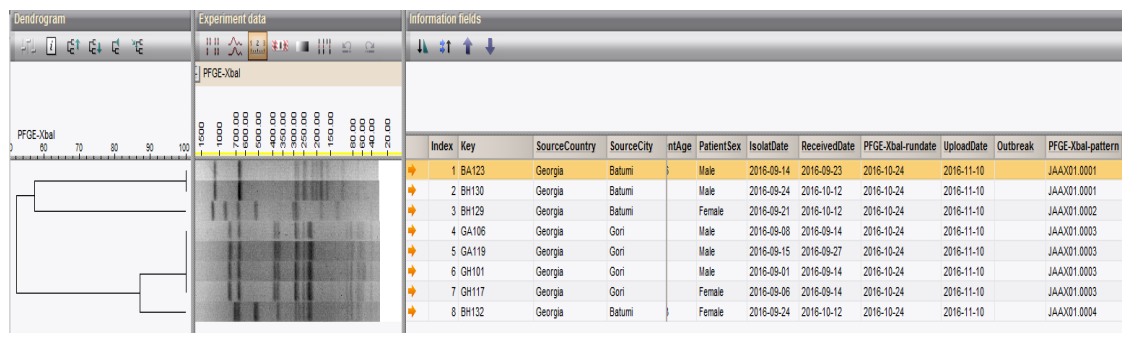 Dendrogram Experiment data Information fields
PFGE-XbaI
PFGE-XbaI
60 70 80 90 100
1500 1000 700.00 600.00 500.00 400.00 350.00 300.00 250.00 200.00 150.00 80.00 60.00 40.00 20.00
Index Key SourceCountry SourceCity ntAge PatientSex IsolatDate ReceivedDate PFGE-XbaI-rundate UploadDate Outbreak PFGE-XbaI-pattern
1 BA123 Georgia Batumi Male 2016-09-14 2016-09-23 2016-10-24 2016-11-10 JAAX01.0001
2 BH130 Georgia Batumi Male 2016-09-24 2016-10-12 2016-10-24 2016-11-10 JAAX01.0001
3 BH129 Georgia Batumi Female 2016-09-21 2016-10-12 2016-10-24 2016-11-10 JAAX01.0002
4 GA106 Georgia Gori Male 2016-09-08 2016-09-14 2016-10-24 2016-11-10 JAAX01.0003
5 GA119 Georgia Gori Male 2016-09-15 2016-09-27 2016-10-24 2016-11-10 JAAX01.0003
6 GH101 Georgia Gori Male 2016-09-01 2016-09-14 2016-10-24 2016-11-10 JAAX01.0003
7 GH117 Georgia Gori Female 2016-09-06 2016-09-14 2016-10-24 2016-11-10 JAAX01.0003
8 BH132 Georgia Batumi Female 2016-09-24 2016-10-12 2016-10-24 2016-11-10 JAAX01.0004